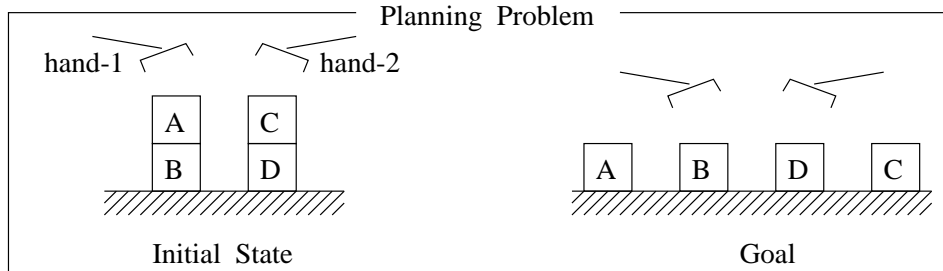 Planning Problem
hand-1
hand-2
A
C
B
D
A
B
D
C
Initial State
Goal